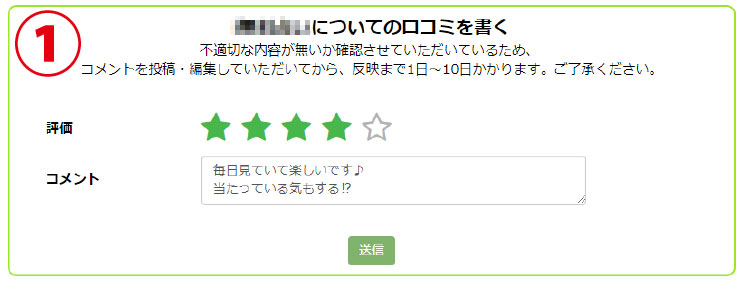 1
についての口コミを書く
不適切な内容が無いか確認させていただいているため、
コメントを投稿・編集していただいてから、反映まで1日～10日かかります。ご了承ください。
評価
コメント
毎日見ていて楽しいです♪
当たっている気もする!?
送信